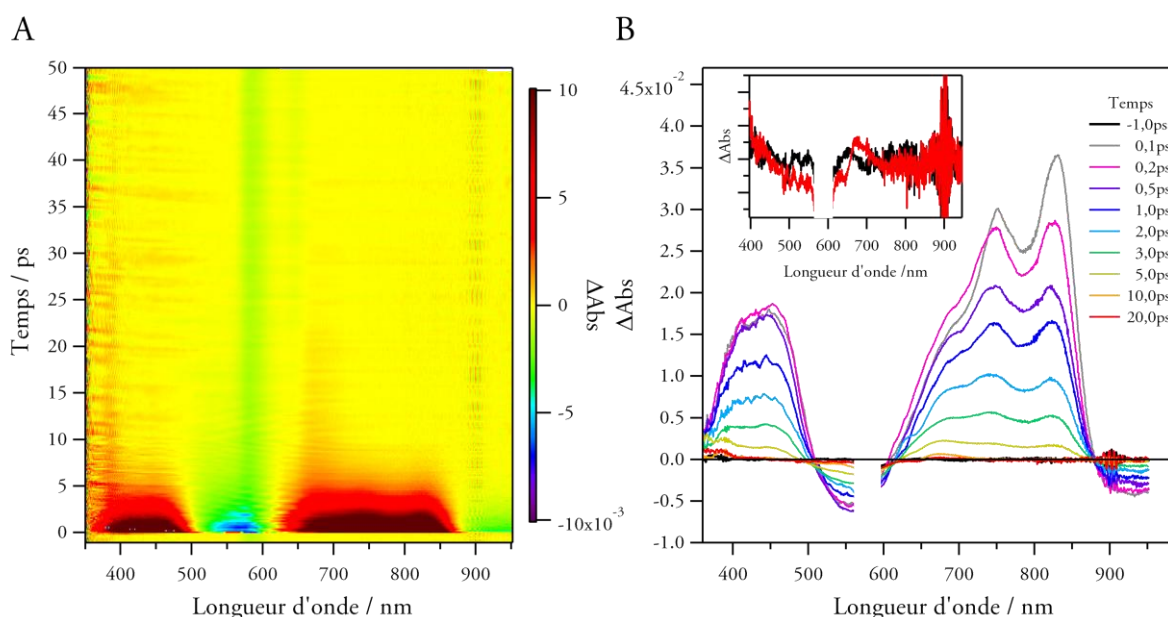 A
Temps / ps
50
45
40
35
30
25
20
15
10
5
0
400
500
600
700
800
900
Longueur d'onde / nm
10
5
0
-5
-10x10⁻³
ΔAbs
B
ΔAbs
4.5x10⁻²
3.5
3.0
2.5
2.0
1.5
1.0
0.5
0.0
-0.5
-1.0
400
500
600
700
800
900
Longueur d'onde / nm
ΔAbs
400 500 600 700 800 900
Longueur d'onde /nm
Temps
-1,0ps
0,1ps
0,2ps
0,5ps
1,0ps
2,0ps
3,0ps
5,0ps
10,0ps
20,0ps